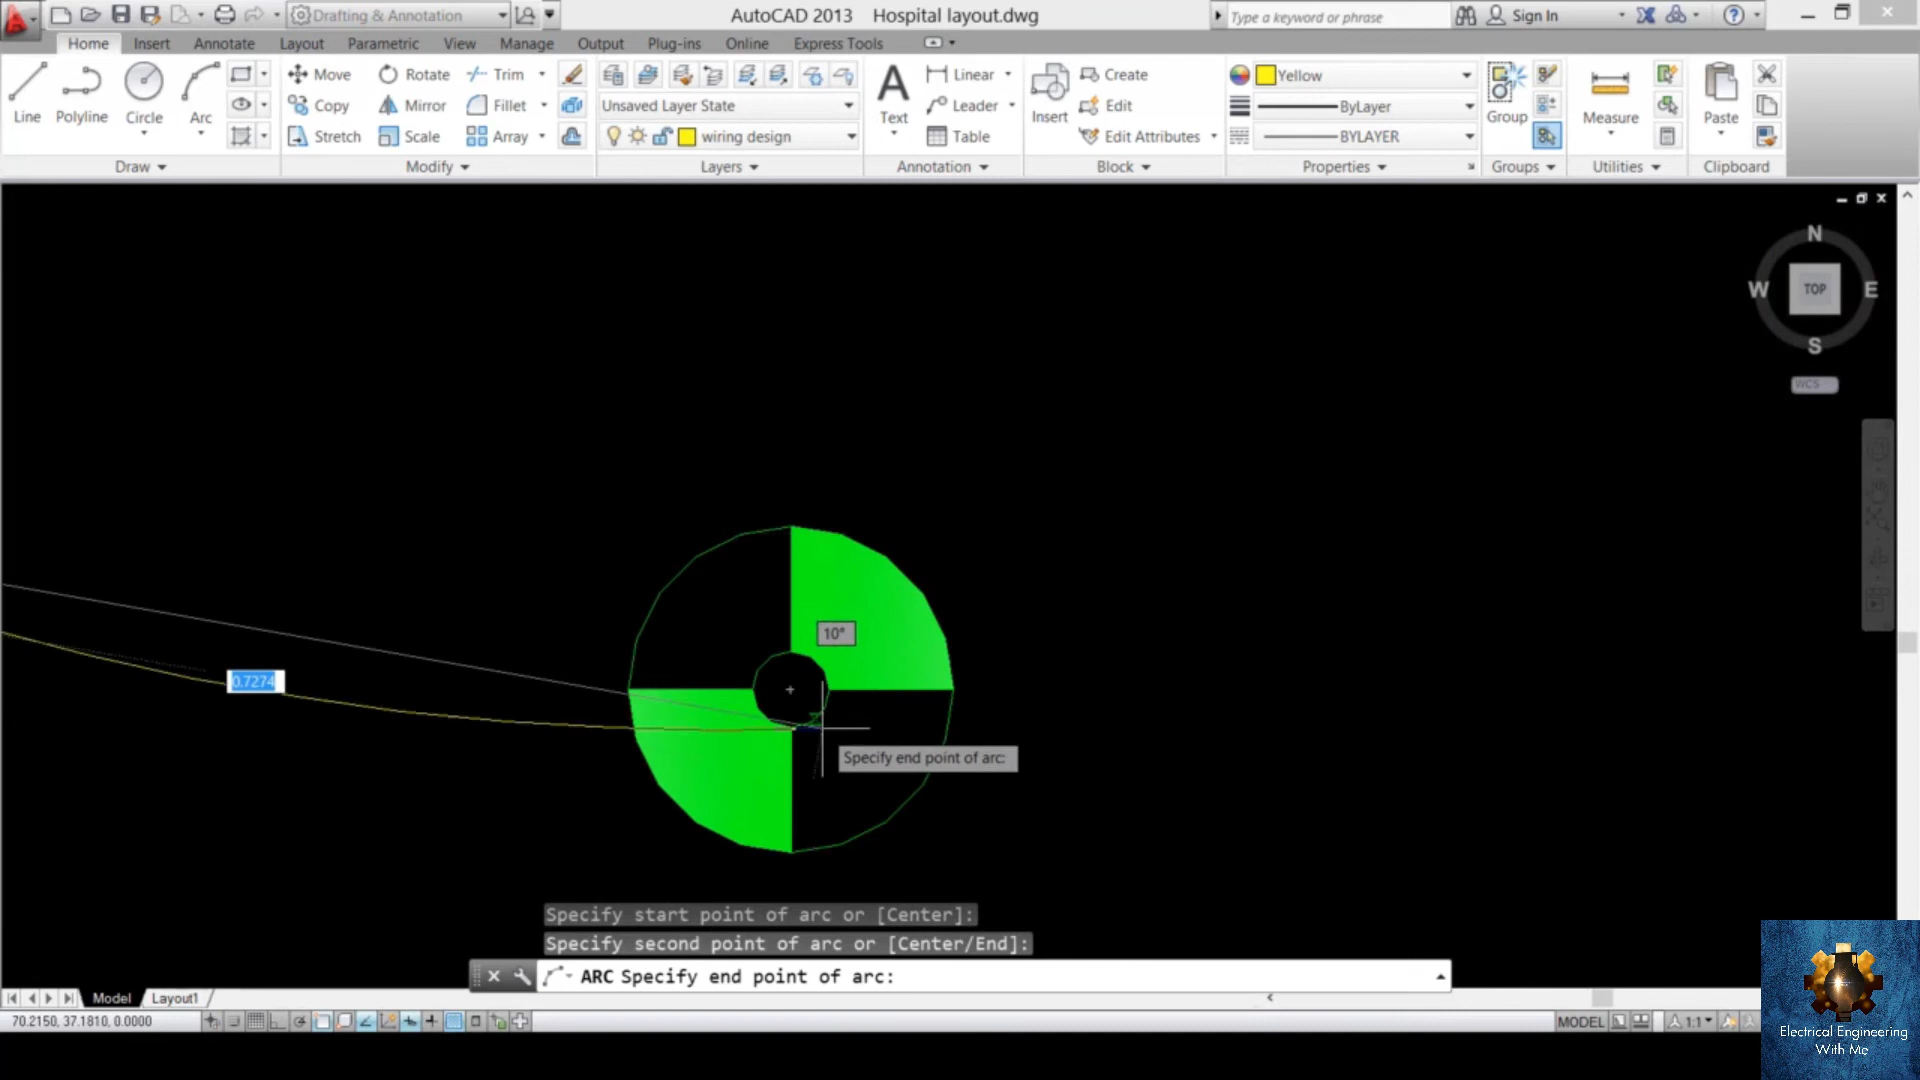 Drafting & Annotation
AutoCAD 2013 Hospital layout.dwg
Type a keyword or phrase
Sign In
Home Insert Annotate Layout Parametric View Manage Output Plug-ins Online Express Tools
Line Polyline Circle Arc
Move Rotate Trim
Copy Mirror Fillet
Stretch Scale Array
Unsaved Layer State
wiring design
Text
Linear
Leader
Table
Insert
Create
Edit
Edit Attributes
Yellow
ByLayer
BYLAYER
Group
Measure
Paste
Draw Modify Layers Annotation Block Properties Groups Utilities Clipboard
N
W TOP E
S
WCS
10°
0.7274
Specify end point of arc:
Specify start point of arc or [Center]:
Specify second point of arc or [Center/End]:
ARC Specify end point of arc:
Model Layout1
70.2150, 37.1810, 0.0000
MODEL 1:1
Electrical Engineering
With Me